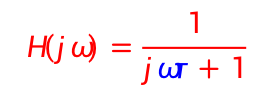 H(jω) = 1 / (jωτ + 1)